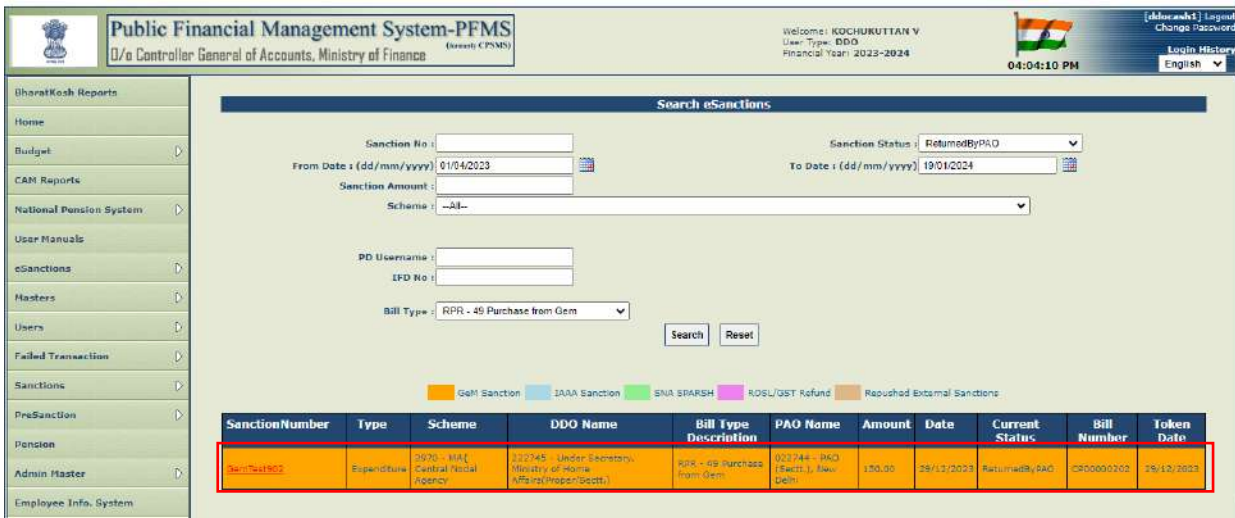 Public Financial Management System-PFMS
(formerly CPSMS)
O/o Controller General of Accounts, Ministry of Finance
Welcome: KOCHUKUTTAN V
User Type: DDO
Financial Year: 2023-2024
04:04:10 PM
[ddocash1] Logout
Change Password
Login History
English
BharatKosh Reports
Home
Budget
CAM Reports
National Pension System
User Manuals
eSanctions
Masters
Users
Failed Transaction
Sanctions
PreSanction
Pension
Admin Master
Employee Info. System
Search eSanctions
Sanction No :
Sanction Status : ReturnedByPAO
From Date : (dd/mm/yyyy) 01/04/2023
To Date : (dd/mm/yyyy) 19/01/2024
Sanction Amount :
Scheme : --All--
PD Username :
IFD No :
Bill Type : RPR - 49 Purchase from Gem
Search Reset
GeM Sanction IAAA Sanction SNA SPARSH ROSL/GST Refund Repushed External Sanctions
SanctionNumber Type Scheme DDO Name Bill Type Description PAO Name Amount Date Current Status Bill Number Token Date
GemTest902 Expenditure 2970 - MA[ Central Nodal Agency 222745 - Under Secretary, Ministry of Home Affairs(Proper/Sectt.) RPR - 49 Purchase from Gem 022744 - PAO (Sectt.), New Delhi 150.00 29/12/2023 ReturnedByPAO CP00000202 29/12/2023